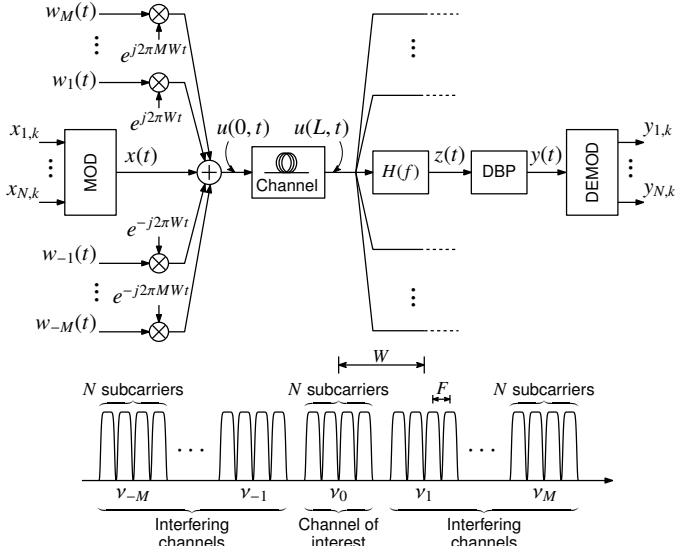 w_M(t)
⋮
e^{j2πMWt}
w_1(t)
e^{j2πWt}
x_{1,k}
⋮
x_{N,k}
MOD
x(t)
+
u(0, t)
Channel
u(L, t)
⋮
H(f)
z(t)
DBP
y(t)
DEMOD
y_{1,k}
⋮
y_{N,k}
e^{-j2πWt}
w_{-1}(t)
⋮
e^{-j2πMWt}
w_{-M}(t)
⋮
W
N subcarriers
N subcarriers
F
N subcarriers
⋯
⋯
ν_{-M}
ν_{-1}
ν_0
ν_1
ν_M
Interfering
channels
Channel of
interest
Interfering
channels